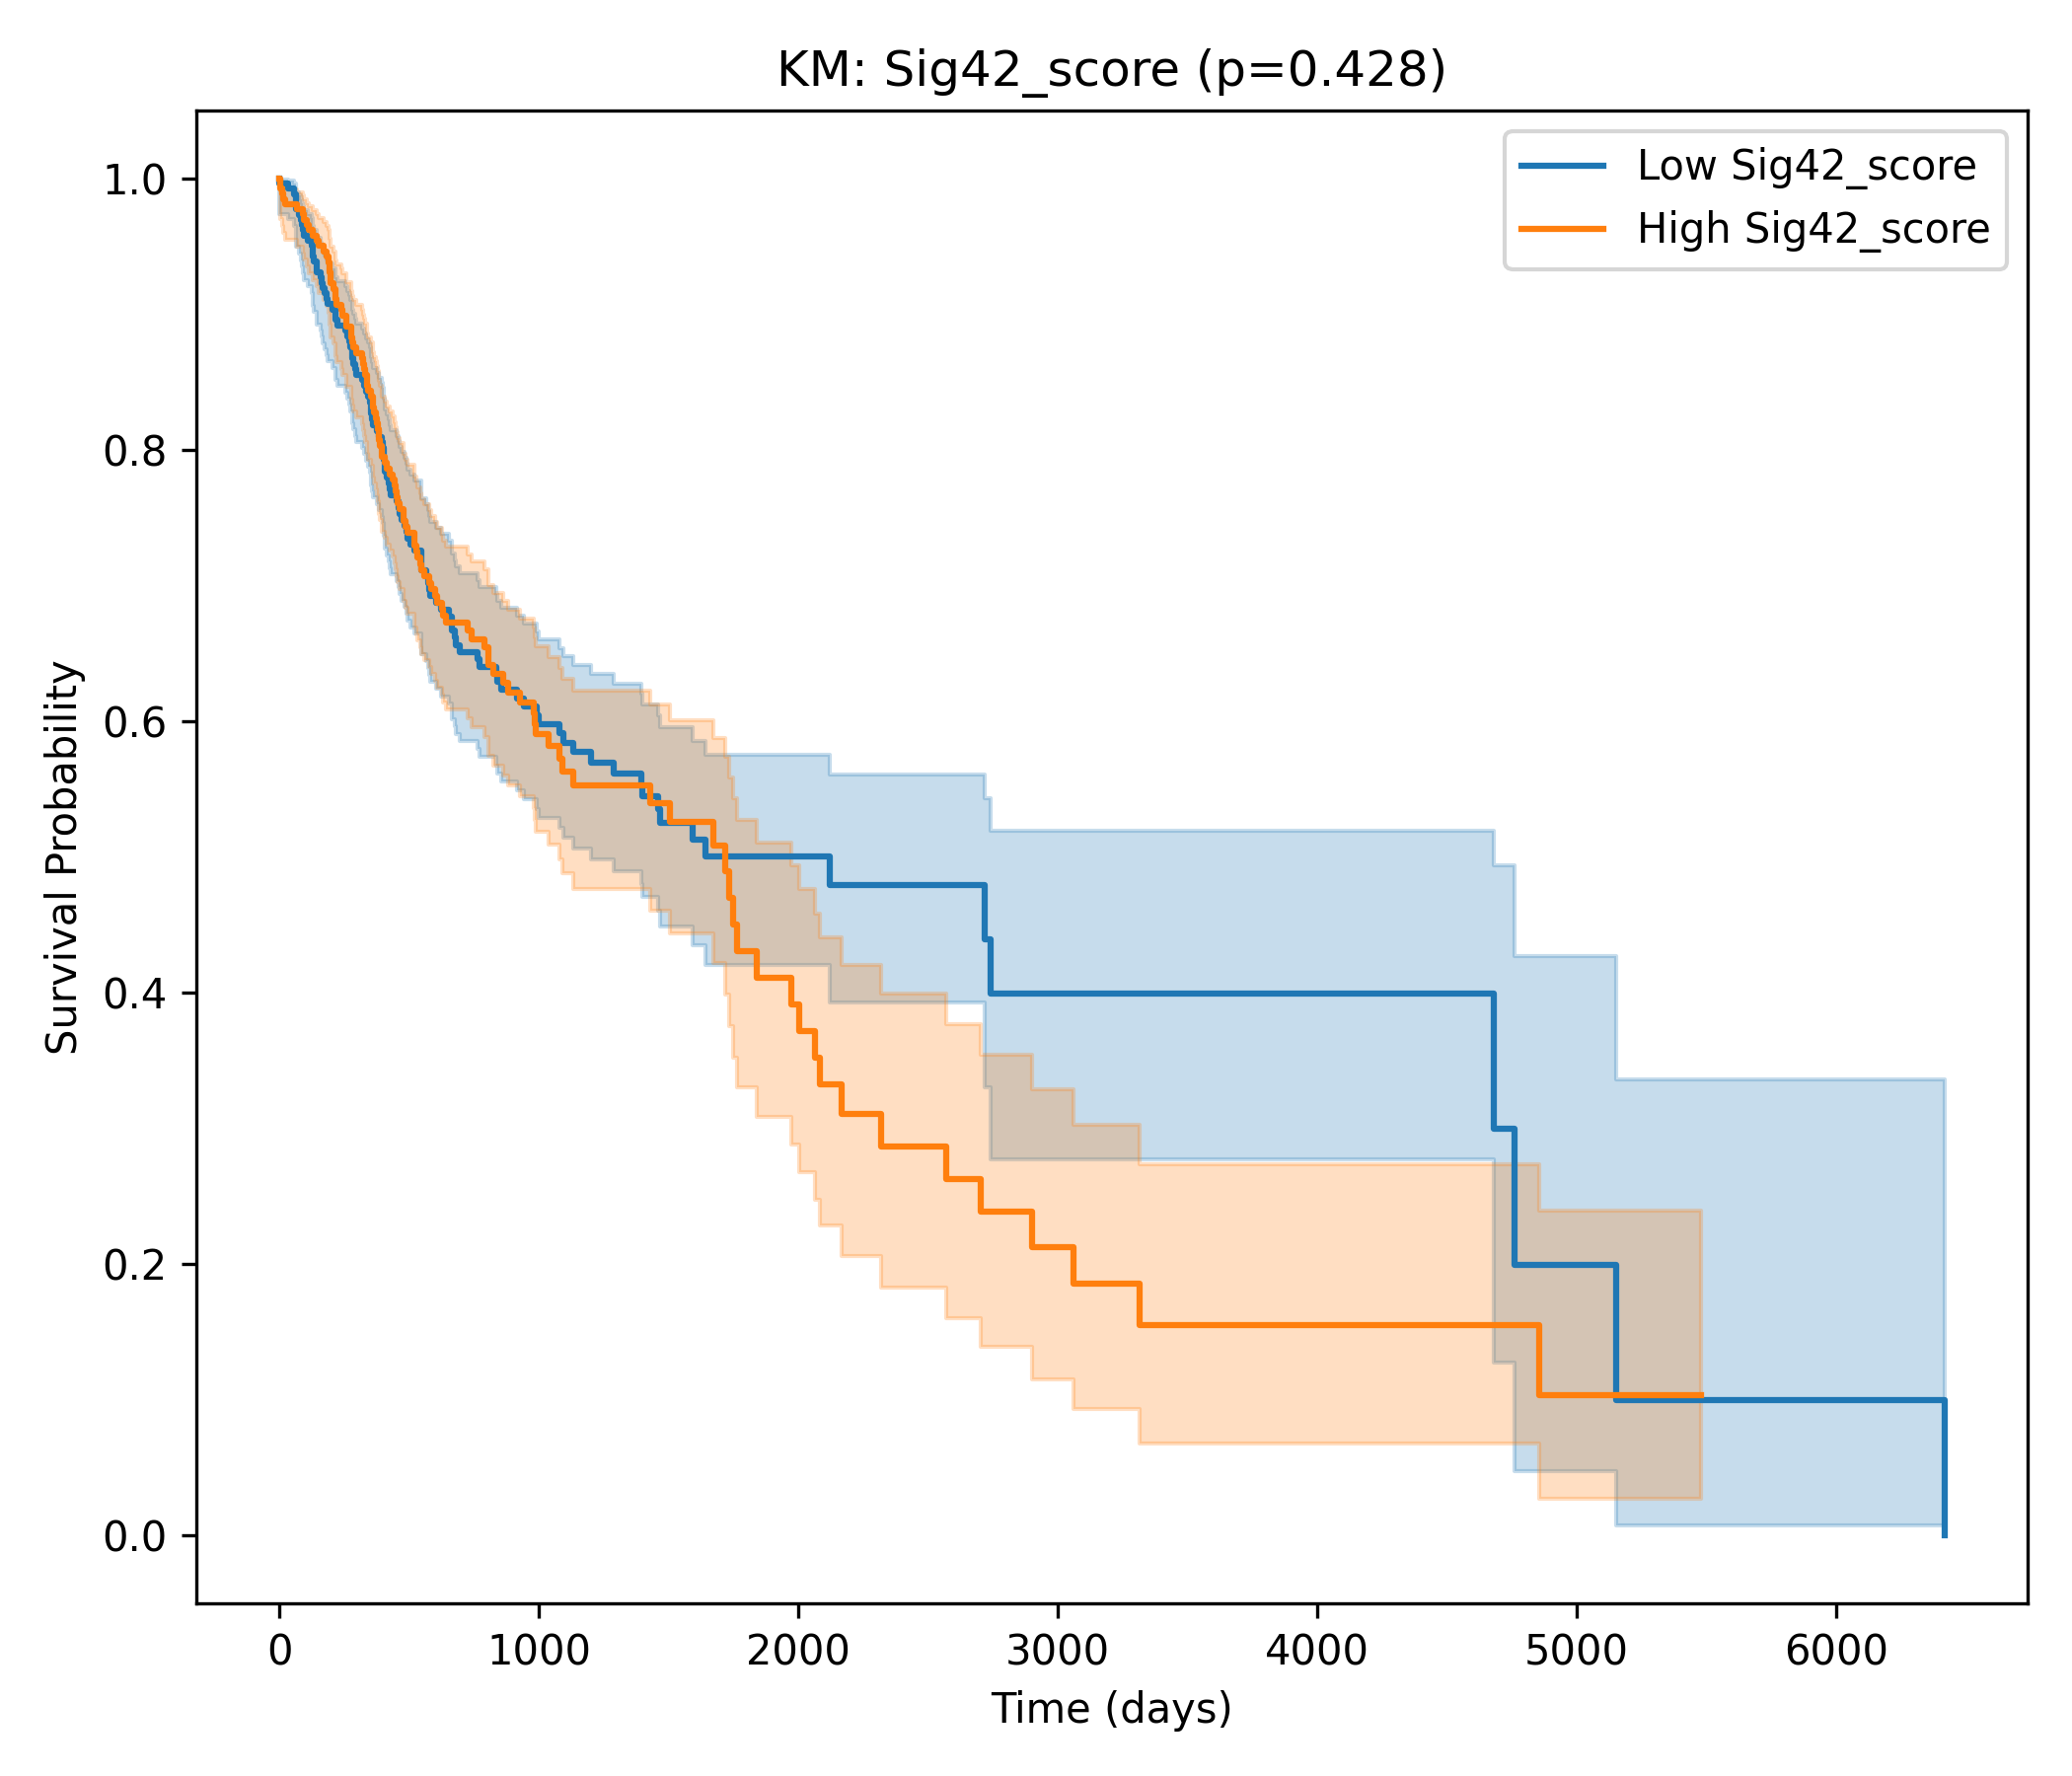 KM: Sig42_score (p=0.428)
Low Sig42_score
High Sig42_score
Survival Probability
1.0
0.8
0.6
0.4
0.2
0.0
0 1000 2000 3000 4000 5000 6000
Time (days)